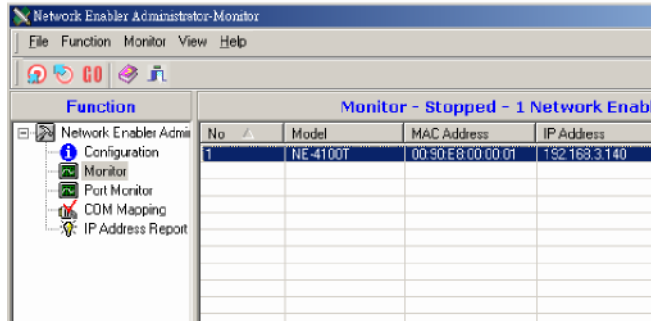 Network Enabler Administrator-Monitor
File Function Monitor View Help
GO
Function
Monitor - Stopped - 1 Network Enabl
Network Enabler Admi
Configuration
Monitor
Port Monitor
COM Mapping
IP Address Report
No Model MAC Address IP Address
1 NE-4100T 00:90:E8:00:00:01 192.168.3.140